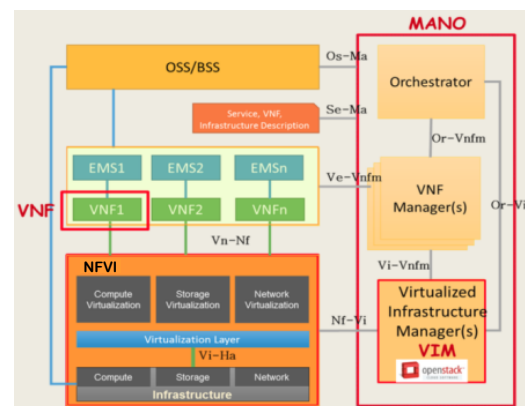 MANO
OSS/BSS
Os-Ma
Orchestrator
Service, VNF,
Infrastructure Description
Se-Ma
Or-Vnfm
EMS1
EMS2
EMSn
Ve-Vnfm
VNF
VNF1
VNF2
VNFn
VNF
Manager(s)
Or-Vi
Vn-Nf
Vi-Vnfm
NFVI
Compute
Virtualization
Storage
Virtualization
Network
Virtualization
Nf-Vi
Virtualized
Infrastructure
Manager(s)
VIM
openstack
Virtualization Layer
Vi-Ha
Compute
Storage
Network
Infrastructure